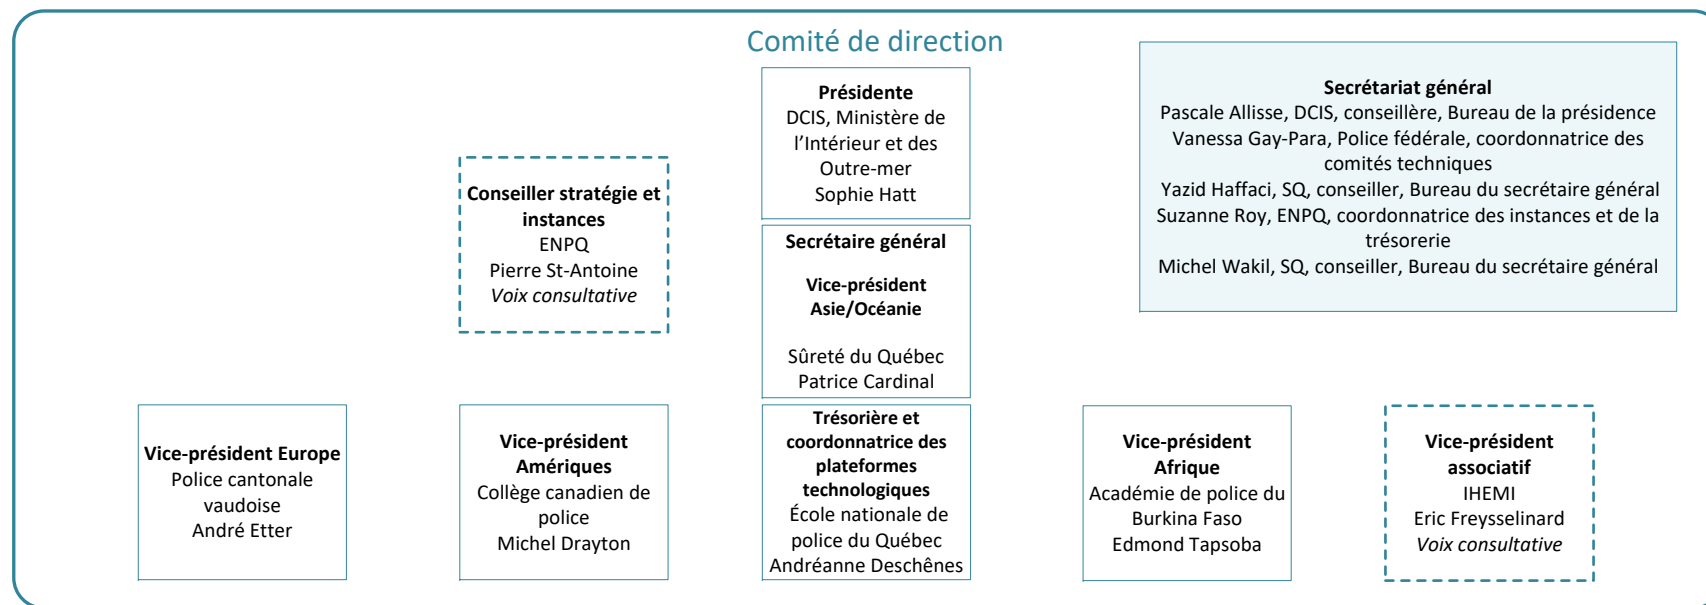 Comité de direction
Présidente
DCIS, Ministère de
l'Intérieur et des
Outre-mer
Sophie Hatt
Secrétariat général
Pascale Allisse, DCIS, conseillère, Bureau de la présidence
Vanessa Gay-Para, Police fédérale, coordonnatrice des
comités techniques
Yazid Haffaci, SQ, conseiller, Bureau du secrétaire général
Suzanne Roy, ENPQ, coordonnatrice des instances et de la
trésorerie
Michel Wakil, SQ, conseiller, Bureau du secrétaire général
Conseiller stratégie et
instances
ENPQ
Pierre St-Antoine
Voix consultative
Secrétaire général
Vice-président
Asie/Océanie
Sûreté du Québec
Patrice Cardinal
Vice-président Europe
Police cantonale
vaudoise
André Etter
Vice-président
Amériques
Collège canadien de
police
Michel Drayton
Trésorière et
coordonnatrice des
plateformes
technologiques
École nationale de
police du Québec
Andréanne Deschênes
Vice-président
Afrique
Académie de police du
Burkina Faso
Edmond Tapsoba
Vice-président
associatif
IHEMI
Eric Freysselinard
Voix consultative